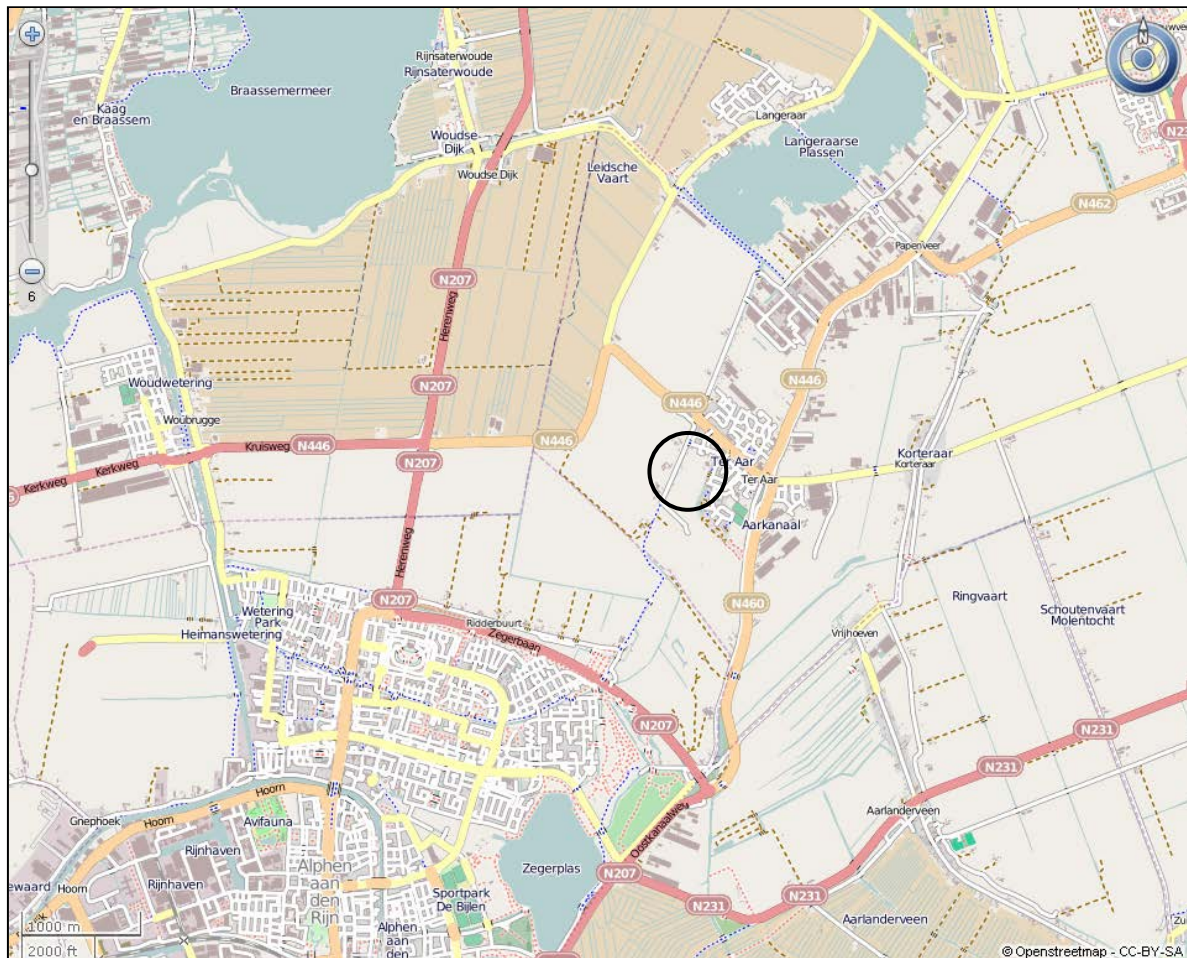 N
Rijnsaterwoude
Rijnsaterwoude
Braassemermeer
Kaag
en Braassem
Langeraar
Woudse
Dijk
Langeraarse
Plassen
Leidsche
Vaart
Woudse Dijk
N462
Papenveer
N207
Herenweg
6
N446
N207
Woudwetering
N446
Woubrugge
Kruisweg
N446
N446
Korteraar
Korteraar
Ter Aar
Ter Aar
N207
Kerkweg
Kerkweg
Aarkanaal
Herenweg
Ringvaart
N207
N460
Schoutenvaart
Molentocht
Wetering
Park
Ridderbuurt
Heimanswetering
Zegerbaan
Vrijhoeven
N207
N231
N231
Hoorn
Aarlanderveen
Gnephoek
Hoorn
Avifauna
Oostkanaalweg
Rijnhaven
Zegerplas
Alphen
aan
den
Rijn
N207
Rijnhaven
Hoorn
Sportpark
De Bijlen
N231
N231
Aarlanderveen
1000 m
Alphen
aan
den
2000 ft
© Openstreetmap - CC-BY-SA